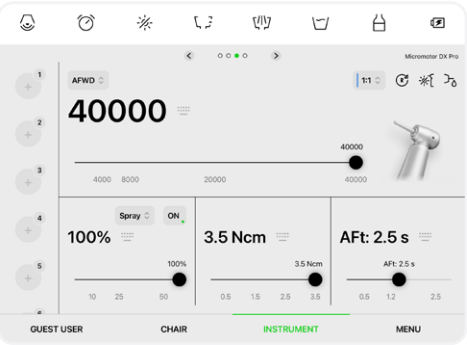 Micromotor DX Pro
1
AFWD
1:1
40000
2
40000
3
4000 8000 20000 40000
4
Spray
ON
100%
3.5 Ncm
AFt: 2.5 s
5
100%
3.5 Ncm
AFt: 2.5 s
10 25 50
0.5 1.5 2.5 3.5
0.5 1.2 2.5
GUEST USER
CHAIR
INSTRUMENT
MENU